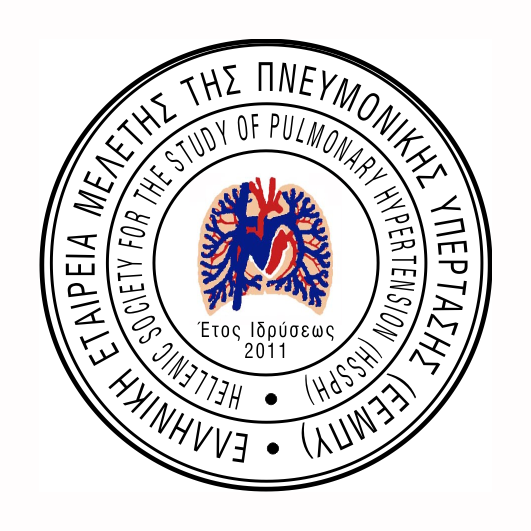 ΕΛΛΗΝΙΚΗ ΕΤΑΙΡΕΙΑ ΜΕΛΕΤΗΣ ΤΗΣ ΠΝΕΥΜΟΝΙΚΗΣ ΥΠΕΡΤΑΣΗΣ (ΕΕΜΠΥ)
HELLENIC SOCIETY FOR THE STUDY OF PULMONARY HYPERTENSION (HSSPH)
Έτος Ιδρύσεως
2011